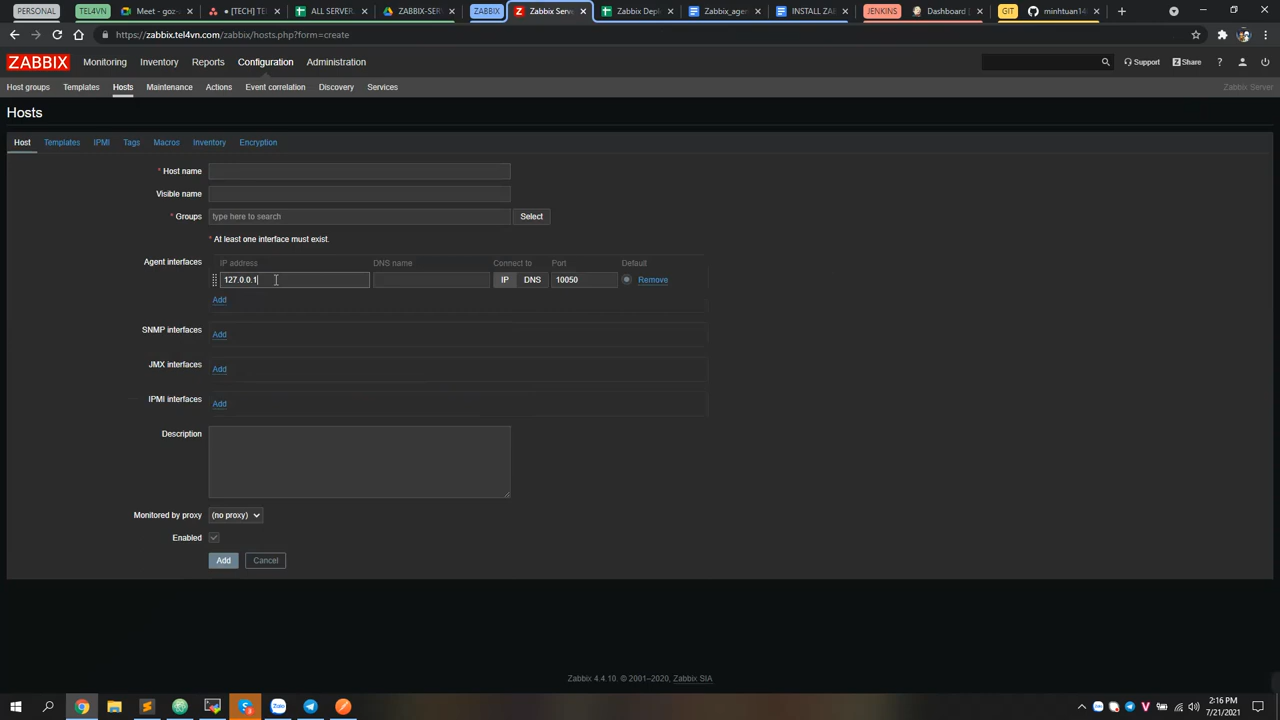 PERSONAL
TEL4VN
Meet - goz
[TECH] TE
ALL SERVER
ZABBIX-SER
ZABBIX
Zabbix Serv
Zabbix Depl
Zabbix_age
INSTALL ZA
JENKINS
Dashboard |
GIT
minhtuan14
https://zabbix.tel4vn.com/zabbix/hosts.php?form=create
ZABBIX
Monitoring
Inventory
Reports
Configuration
Administration
Support
Share
?
Host groups
Templates
Hosts
Maintenance
Actions
Event correlation
Discovery
Services
Zabbix Server
Hosts
Host
Templates
IPMI
Tags
Macros
Inventory
Encryption
* Host name
Visible name
* Groups
type here to search
Select
* At least one interface must exist.
Agent interfaces
IP address
DNS name
Connect to
Port
Default
127.0.0.1
IP
DNS
10050
Remove
Add
SNMP interfaces
Add
JMX interfaces
Add
IPMI interfaces
Add
Description
Monitored by proxy
(no proxy)
Enabled
Add
Cancel
Zabbix 4.4.10. © 2001–2020, Zabbix SIA
2:16 PM
7/21/2021